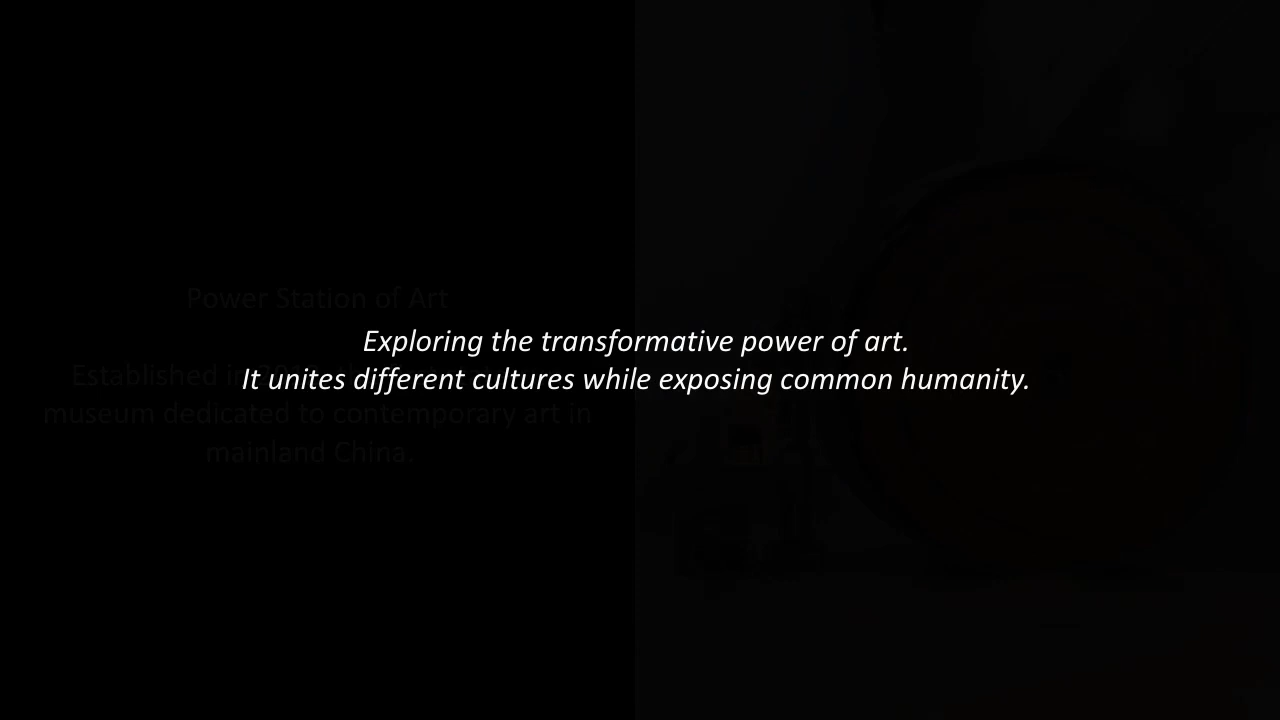 Power Station of Art
Exploring the transformative power of art.
Established in
It unites different cultures while exposing common humanity.
museum dedicated to contemporary art in
mainland China.